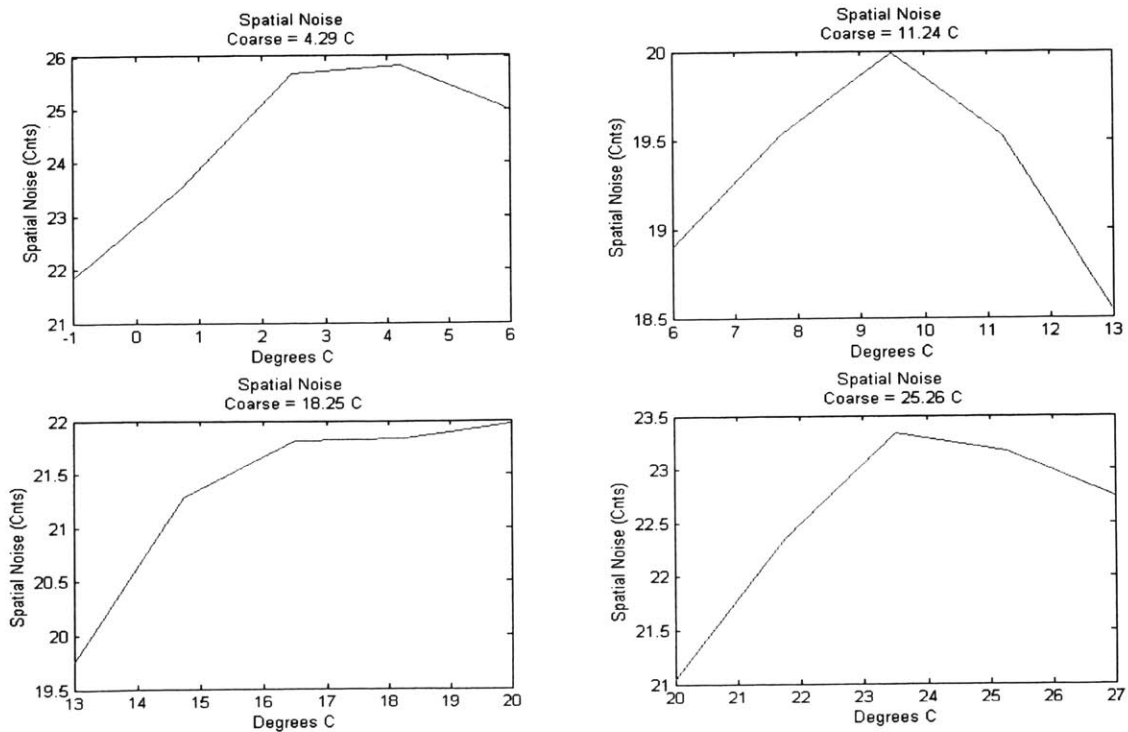 Spatial Noise
Coarse = 4.29 C
Spatial Noise (Cnts)
26
25
24
23
22
21
-1 0 1 2 3 4 5 6
Degrees C
Spatial Noise
Coarse = 11.24 C
Spatial Noise (Cnts)
20
19.5
19
18.5
6 7 8 9 10 11 12 13
Degrees C
Spatial Noise
Coarse = 18.25 C
Spatial Noise (Cnts)
22
21.5
21
20.5
20
19.5
13 14 15 16 17 18 19 20
Degrees C
Spatial Noise
Coarse = 25.26 C
Spatial Noise (Cnts)
23.5
23
22.5
22
21.5
21
20 21 22 23 24 25 26 27
Degrees C